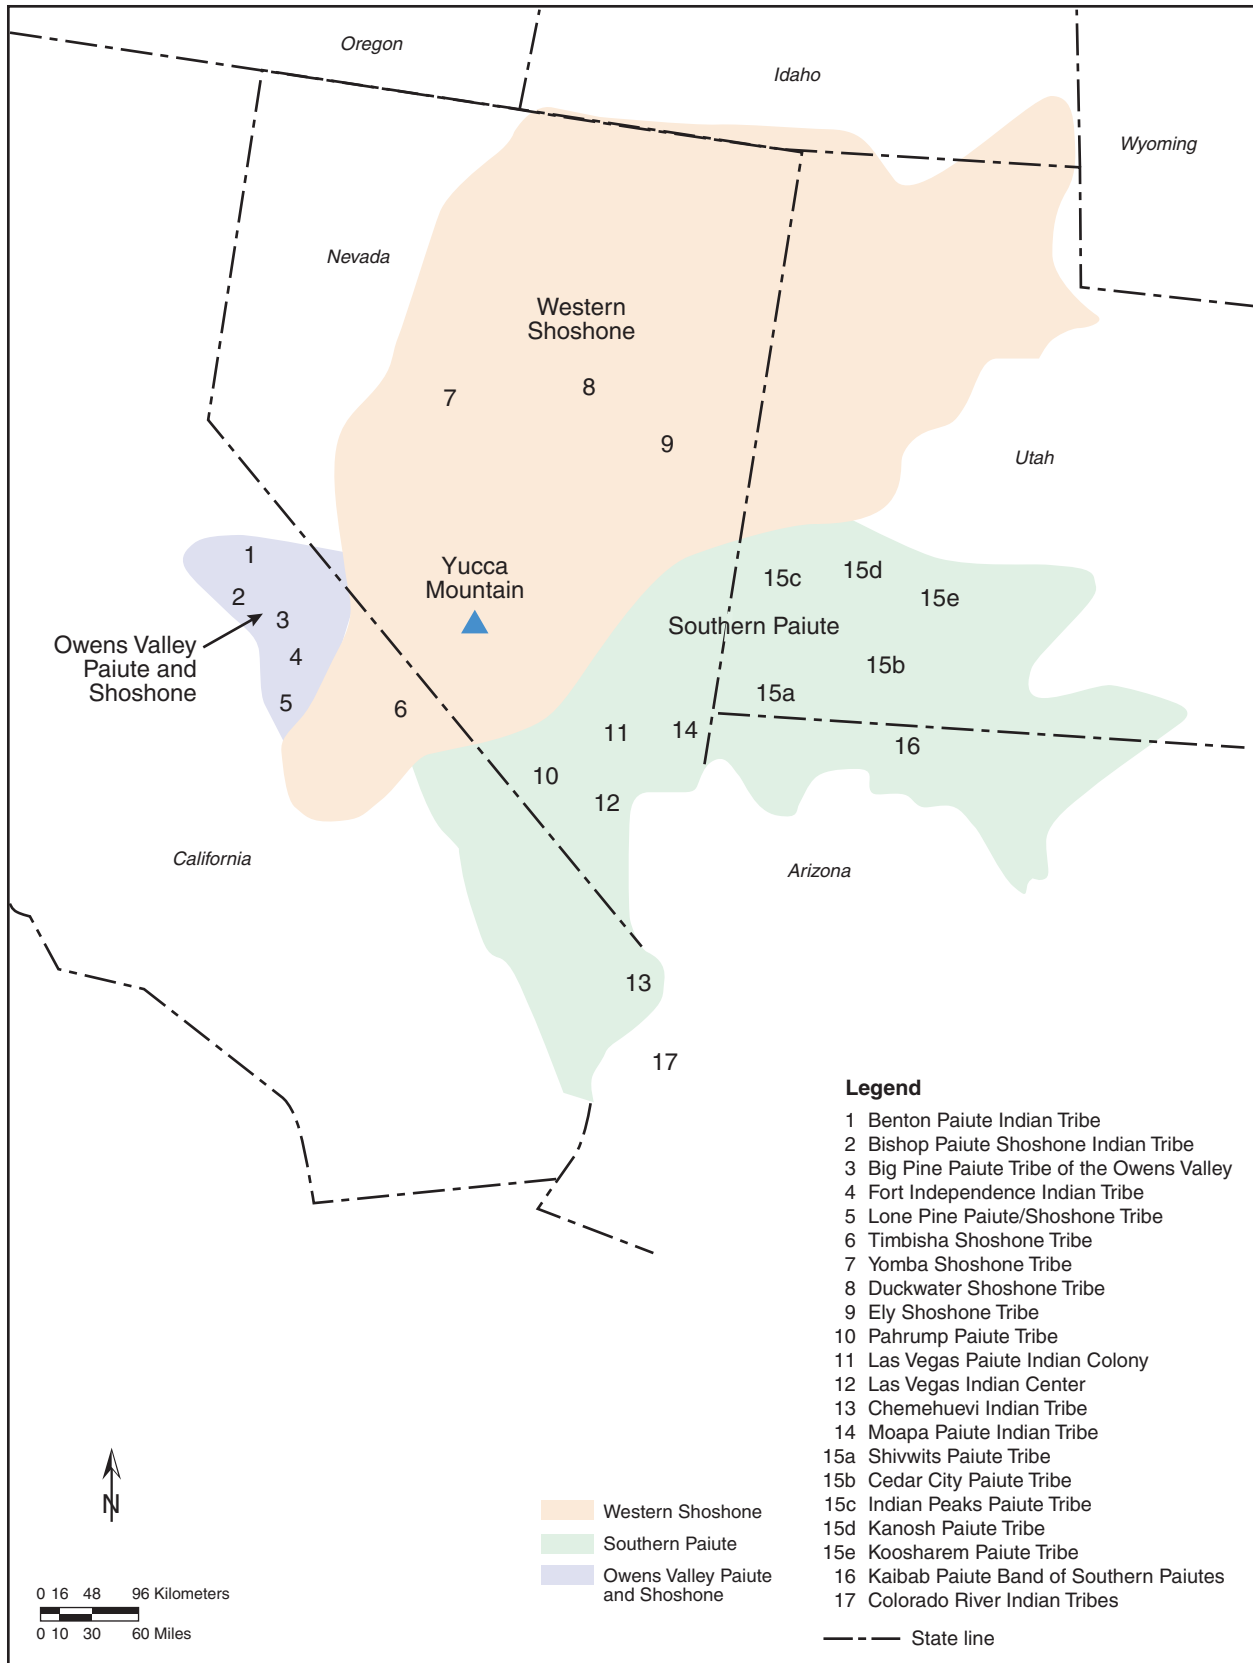 Oregon
Idaho
Wyoming
Nevada
Western
Shoshone
7
8
9
Utah
1
2
3
4
5
Owens Valley
Paiute and
Shoshone
Yucca
Mountain
6
15c
15d
15e
Southern Paiute
15b
15a
11
14
16
10
12
California
Arizona
13
17
Legend
1 Benton Paiute Indian Tribe
2 Bishop Paiute Shoshone Indian Tribe
3 Big Pine Paiute Tribe of the Owens Valley
4 Fort Independence Indian Tribe
5 Lone Pine Paiute/Shoshone Tribe
6 Timbisha Shoshone Tribe
7 Yomba Shoshone Tribe
8 Duckwater Shoshone Tribe
9 Ely Shoshone Tribe
10 Pahrump Paiute Tribe
11 Las Vegas Paiute Indian Colony
12 Las Vegas Indian Center
13 Chemehuevi Indian Tribe
14 Moapa Paiute Indian Tribe
15a Shivwits Paiute Tribe
15b Cedar City Paiute Tribe
15c Indian Peaks Paiute Tribe
15d Kanosh Paiute Tribe
15e Koosharem Paiute Tribe
16 Kaibab Paiute Band of Southern Paiutes
17 Colorado River Indian Tribes
State line
Western Shoshone
Southern Paiute
Owens Valley Paiute
and Shoshone
N
0 16 48 96 Kilometers
0 10 30 60 Miles